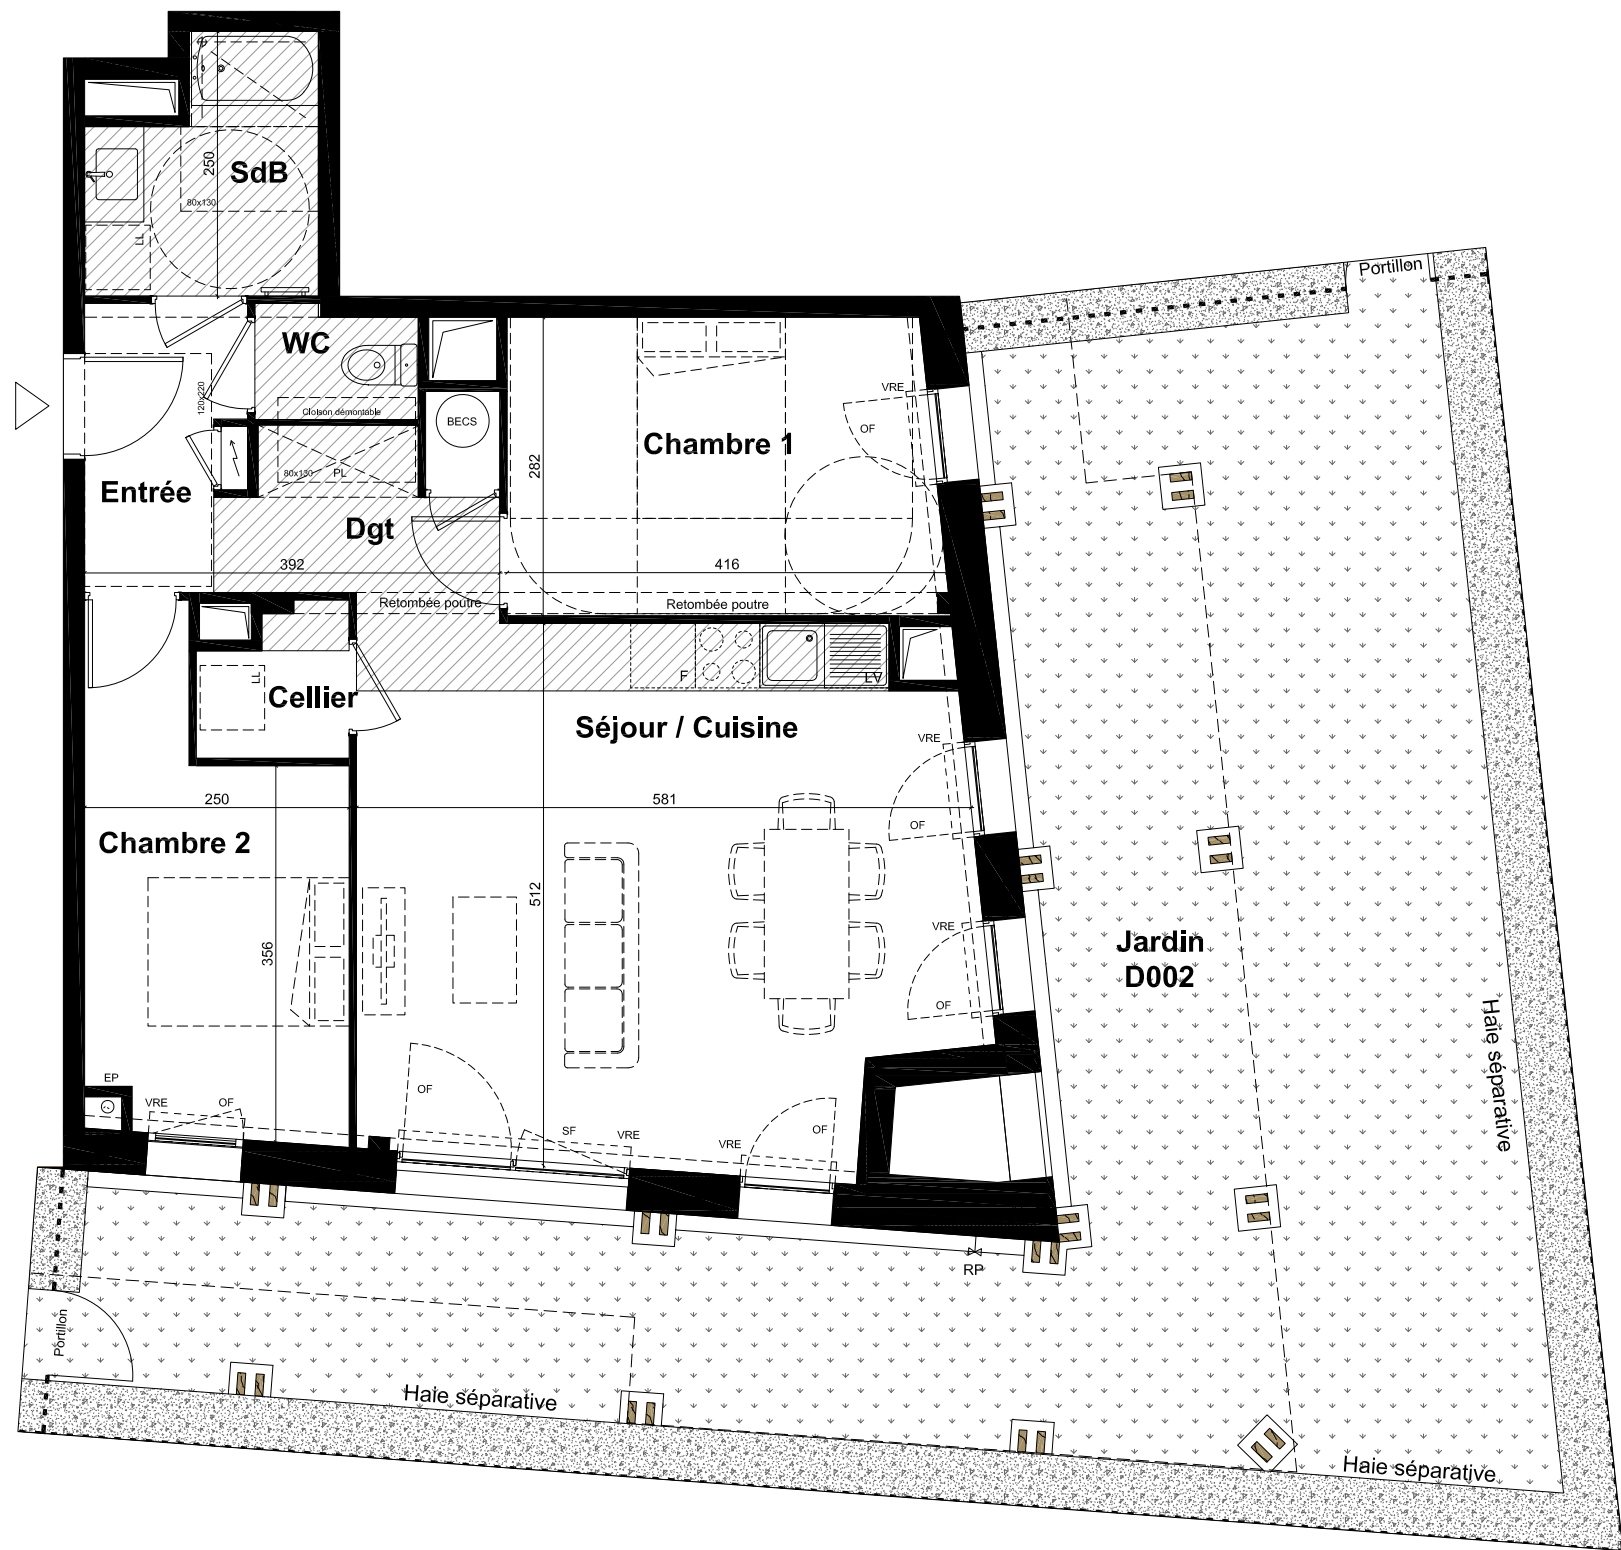 250
SdB
80x130
LL
Portillon
WC
120x220
Cloison démontable
BECS
VRE
OF
Chambre 1
282
80x130
PL
Entrée
Dgt
392
416
Retombée poutre
Retombée poutre
LL
Cellier
F
LV
Séjour / Cuisine
VRE
250
581
OF
Chambre 2
512
356
VRE
OF
Jardin
D002
Haie séparative
EP
VRE
OF
OF
SF
VRE
VRE
OF
RP
Portillon
Haie séparative
Haie séparative